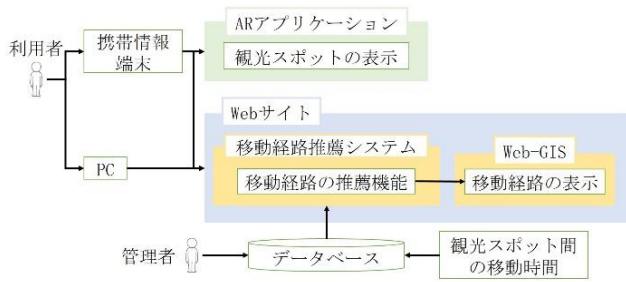 ARアプリケーション
利用者
携帯情報
端末
観光スポットの表示
Webサイト
移動経路推薦システム
Web-GIS
PC
移動経路の推薦機能
移動経路の表示
管理者
データベース
観光スポット間
の移動時間